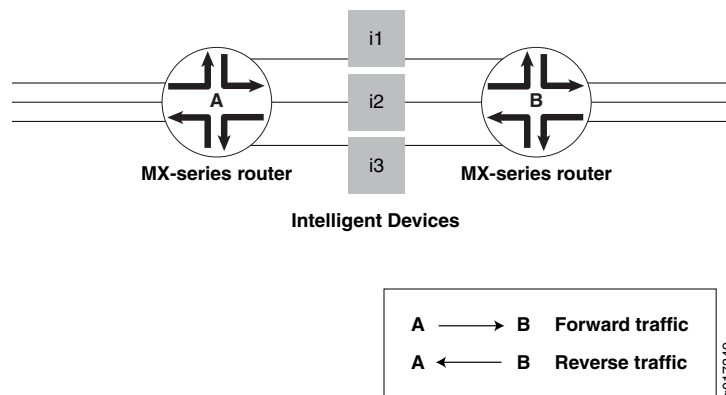 i1
A
i2
B
i3
MX-series router
MX-series router
Intelligent Devices
A B Forward traffic
A B Reverse traffic